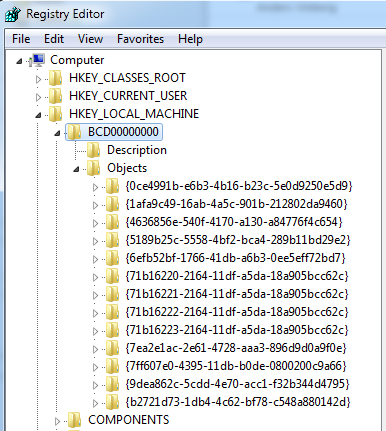 Registry Editor
File Edit View Favorites Help
Computer
HKEY_CLASSES_ROOT
HKEY_CURRENT_USER
HKEY_LOCAL_MACHINE
BCD00000000
Description
Objects
{0ce4991b-e6b3-4b16-b23c-5e0d9250e5d9}
{1afa9c49-16ab-4a5c-901b-212802da9460}
{4636856e-540f-4170-a130-a84776f4c654}
{5189b25c-5558-4bf2-bca4-289b11bd29e2}
{6efb52bf-1766-41db-a6b3-0ee5eff72bd7}
{71b16220-2164-11df-a5da-18a905bcc62c}
{71b16221-2164-11df-a5da-18a905bcc62c}
{71b16222-2164-11df-a5da-18a905bcc62c}
{71b16223-2164-11df-a5da-18a905bcc62c}
{7ea2e1ac-2e61-4728-aaa3-896d9d0a9f0e}
{7ff607e0-4395-11db-b0de-0800200c9a66}
{9dea862c-5cdd-4e70-acc1-f32b344d4795}
{b2721d73-1db4-4c62-bf78-c548a880142d}
COMPONENTS